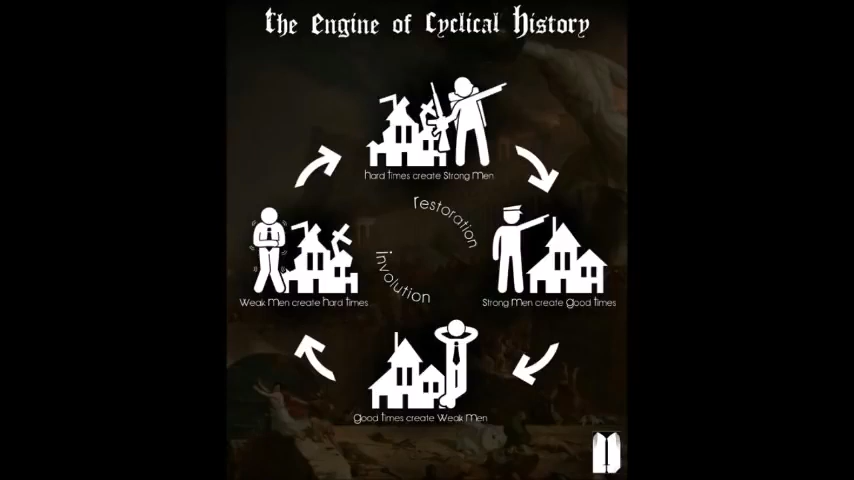 The Engine of Cyclical History
hard times create Strong Men
restoration
involution
Weak Men create hard times
Strong Men create Good times
Good times create Weak Men